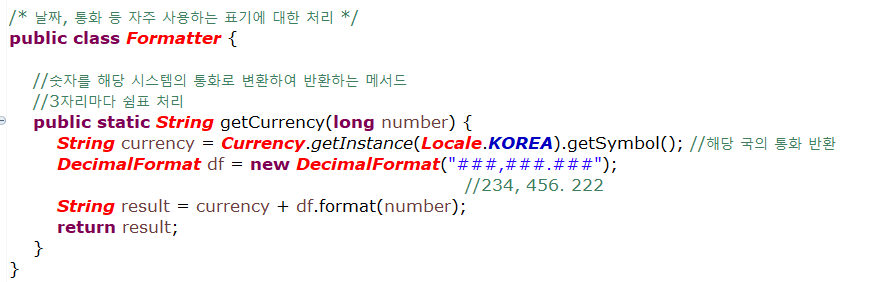 /* 날짜, 통화 등 자주 사용하는 표기에 대한 처리 */
public class Formatter {
//숫자를 해당 시스템의 통화로 변환하여 반환하는 메서드
//3자리마다 쉼표 처리
public static String getCurrency(long number) {
String currency = Currency.getInstance(Locale.KOREA).getSymbol(); //해당 국의 통화 반환
DecimalFormat df = new DecimalFormat("###,###.###");
//234, 456. 222
String result = currency + df.format(number);
return result;
}
}